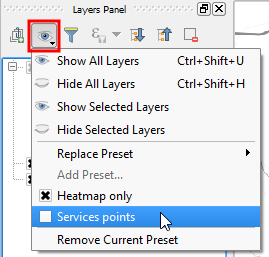 Layers Panel
Show All Layers Ctrl+Shift+U
Hide All Layers Ctrl+Shift+H
Show Selected Layers
Hide Selected Layers
Replace Preset
Add Preset...
Heatmap only
Services points
Remove Current Preset